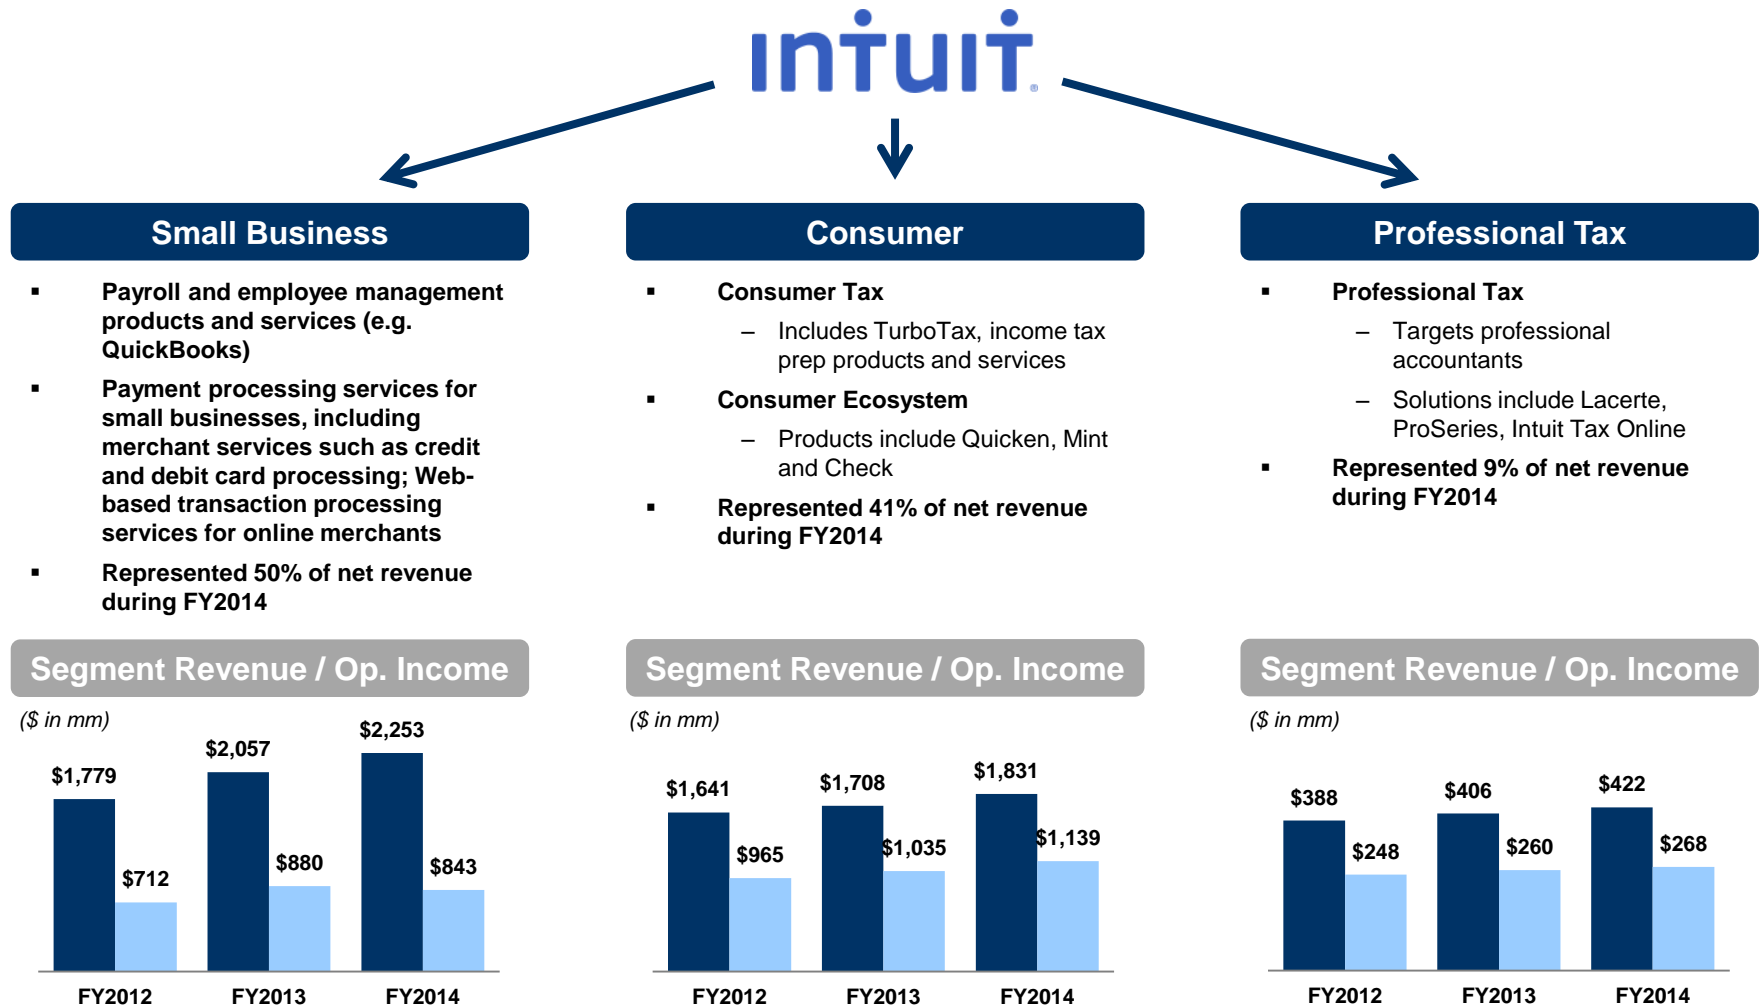 intuit®
Small Business
▪ Payroll and employee management
products and services (e.g.
QuickBooks)
▪ Payment processing services for
small businesses, including
merchant services such as credit
and debit card processing; Web-
based transaction processing
services for online merchants
▪ Represented 50% of net revenue
during FY2014
Consumer
▪ Consumer Tax
– Includes TurboTax, income tax
prep products and services
▪ Consumer Ecosystem
– Products include Quicken, Mint
and Check
▪ Represented 41% of net revenue
during FY2014
Professional Tax
▪ Professional Tax
– Targets professional
accountants
– Solutions include Lacerte,
ProSeries, Intuit Tax Online
▪ Represented 9% of net revenue
during FY2014
Segment Revenue / Op. Income
($ in mm)
$1,779
$712
$2,057
$880
$2,253
$843
FY2012
FY2013
FY2014
Segment Revenue / Op. Income
($ in mm)
$1,641
$965
$1,708
$1,035
$1,831
$1,139
FY2012
FY2013
FY2014
Segment Revenue / Op. Income
($ in mm)
$388
$248
$406
$260
$422
$268
FY2012
FY2013
FY2014